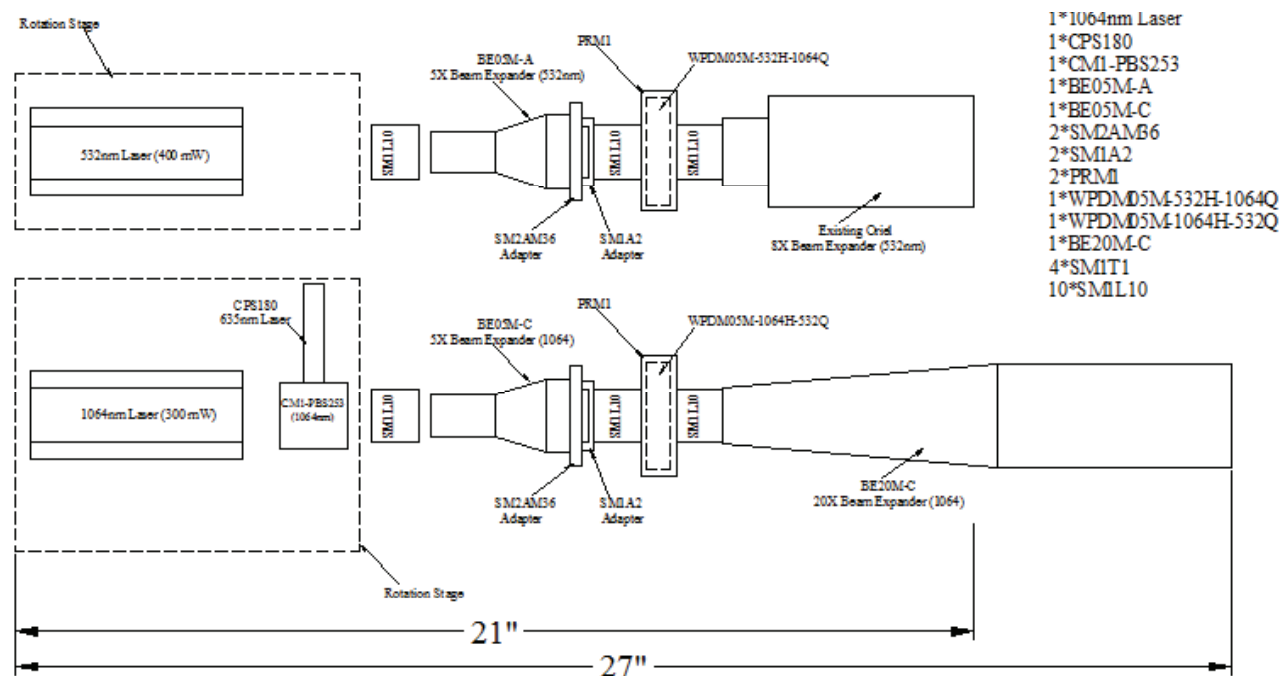 Rotation Stage
532nm Laser (400 mW)
SM1L10
BE05M-A
5X Beam Expander (532nm)
SM2AM36
Adapter
SM1A2
Adapter
SM1L10
PRM1
WPDM05M-532H-1064Q
SM1L10
Existing Oriel
8X Beam Expander (532nm)
1*1064nm Laser
1*CPS180
1*CM1-PBS253
1*BE05M-A
1*BE05M-C
2*SM2AM36
2*SM1A2
2*PRM1
1*WPDM05M-532H-1064Q
1*WPDM05M-1064H-532Q
1*BE20M-C
4*SM1T1
10*SM1L10
CPS180
635nm Laser
1064nm Laser (300 mW)
CM1-PBS253
(1064nm)
SM1L10
BE05M-C
5X Beam Expander (1064)
SM2AM36
Adapter
SM1A2
Adapter
SM1L10
PRM1
WPDM05M-1064H-532Q
SM1L10
BE20M-C
20X Beam Expander (1064)
Rotation Stage
21"
27"